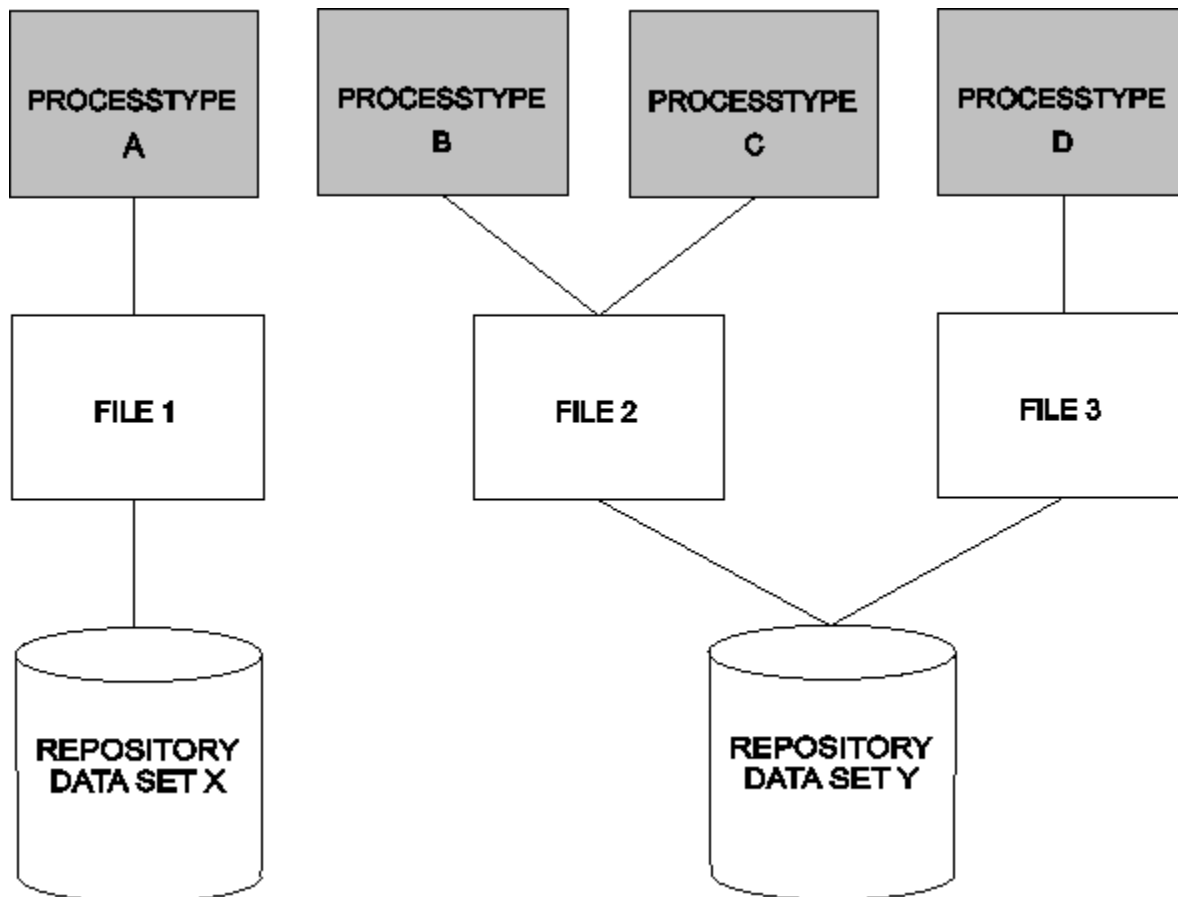 PROCESSTYPE
A
PROCESSTYPE
B
PROCESSTYPE
C
PROCESSTYPE
D
FILE 1
FILE 2
FILE 3
REPOSITORY
DATA SET X
REPOSITORY
DATA SET Y